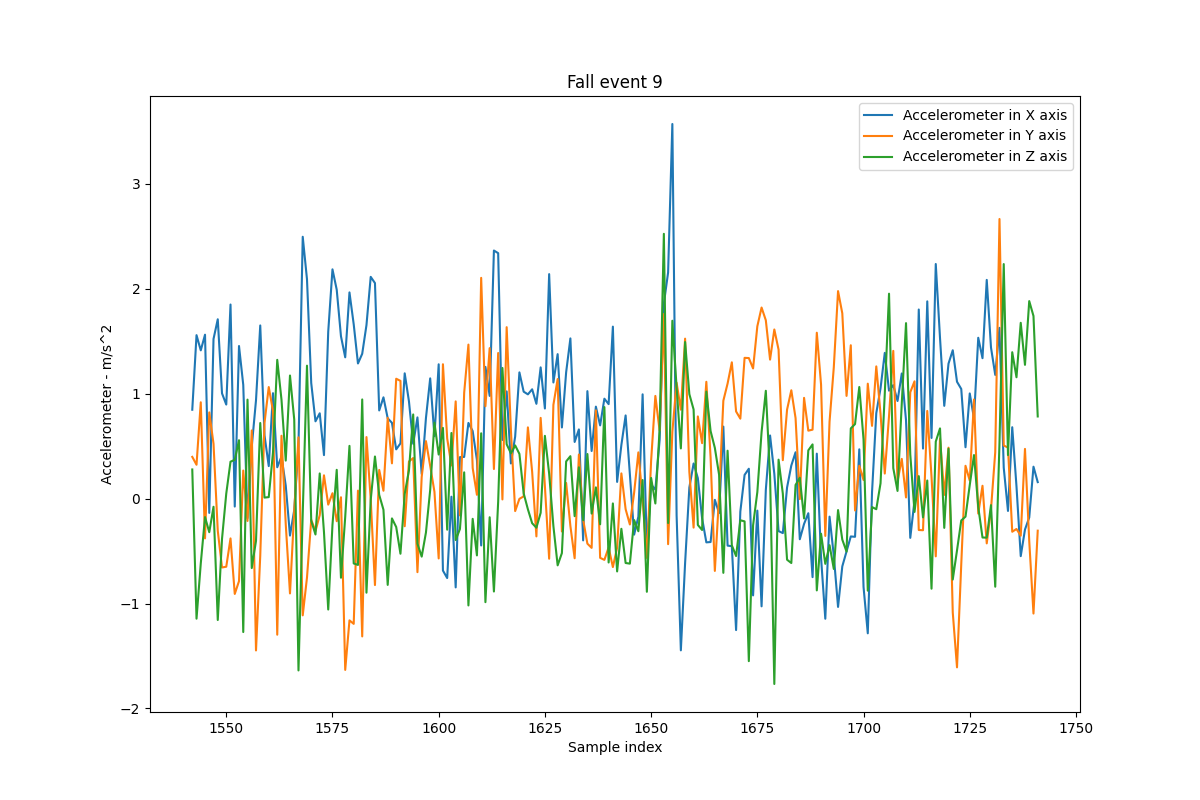 Fall event 9
Accelerometer in X axis
Accelerometer in Y axis
Accelerometer in Z axis
Accelerometer - m/s^2
3
2
1
0
−1
−2
1550 1575 1600 1625 1650 1675 1700 1725 1750
Sample index